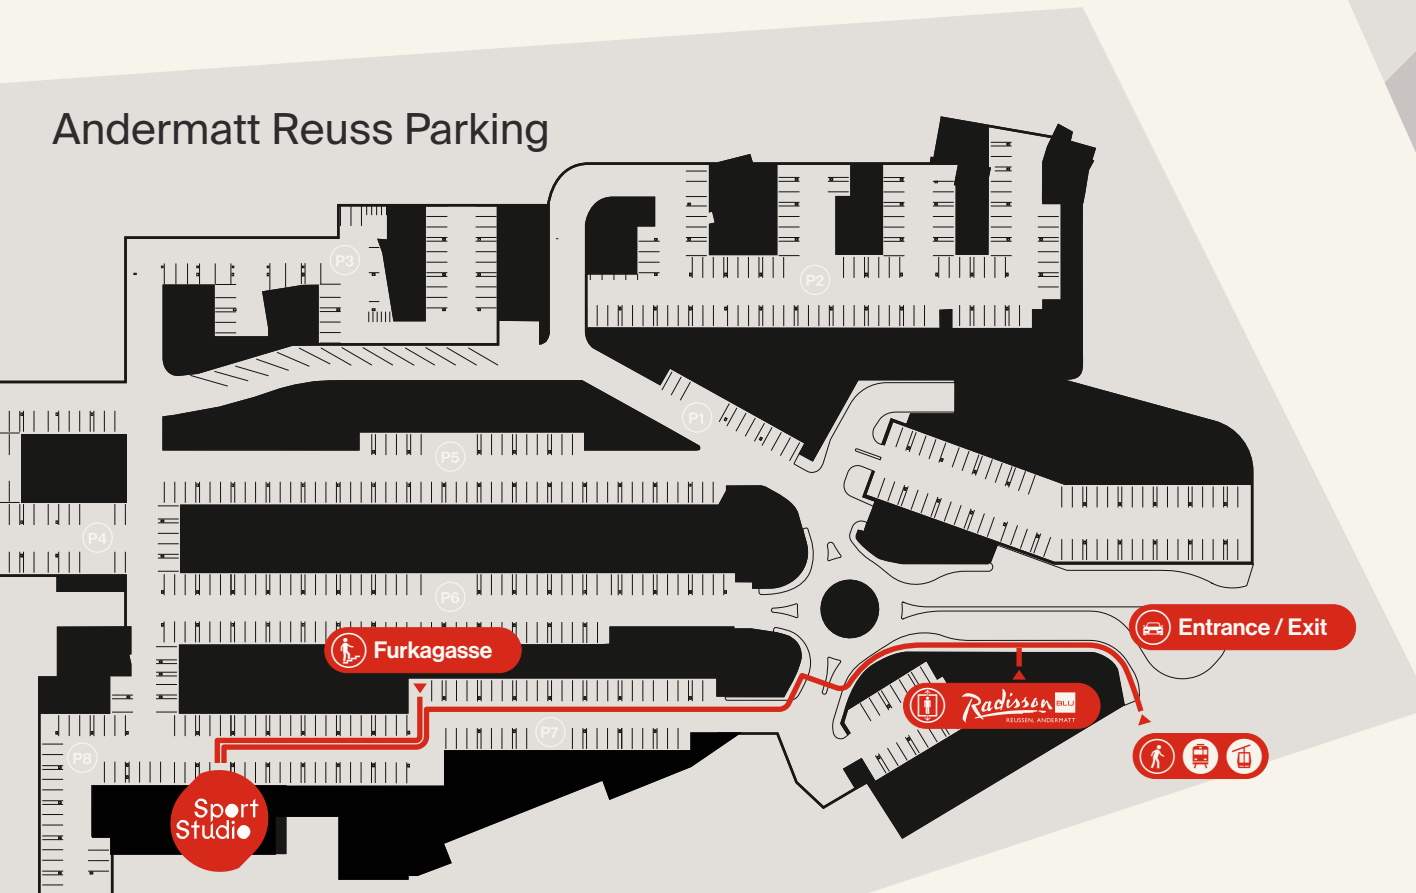 Andermatt Reuss Parking
P3
P2
P1
P5
P4
P6
Entrance / Exit
Furkagasse
Radisson BLU
REUSSEN, ANDERMATT
P7
P8
Sport
Studio